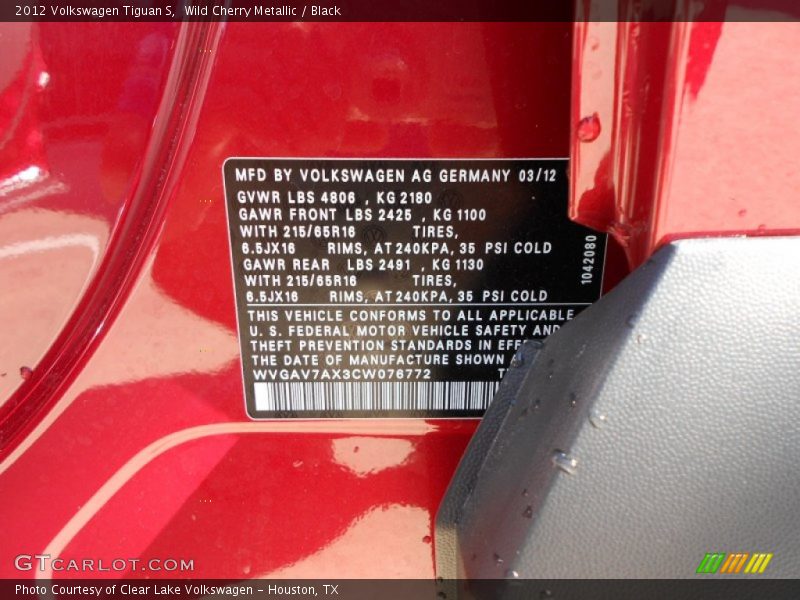 2012 Volkswagen Tiguan S, Wild Cherry Metallic / Black
MFD BY VOLKSWAGEN AG GERMANY 03/12
GVWR LBS 4806 , KG 2180
GAWR FRONT LBS 2425 , KG 1100
WITH 215/65R16 TIRES,
6.5JX16 RIMS, AT 240KPA, 35 PSI COLD
GAWR REAR LBS 2491 , KG 1130
WITH 215/65R16 TIRES,
6.5JX16 RIMS, AT 240KPA, 35 PSI COLD
1042080
THIS VEHICLE CONFORMS TO ALL APPLICABLE
U. S. FEDERAL MOTOR VEHICLE SAFETY AND
THEFT PREVENTION STANDARDS IN
THE DATE OF MANUFACTURE SHOWN
WVGAV7AX3CW076772
GTCARLOT.COM
Photo Courtesy of Clear Lake Volkswagen - Houston, TX